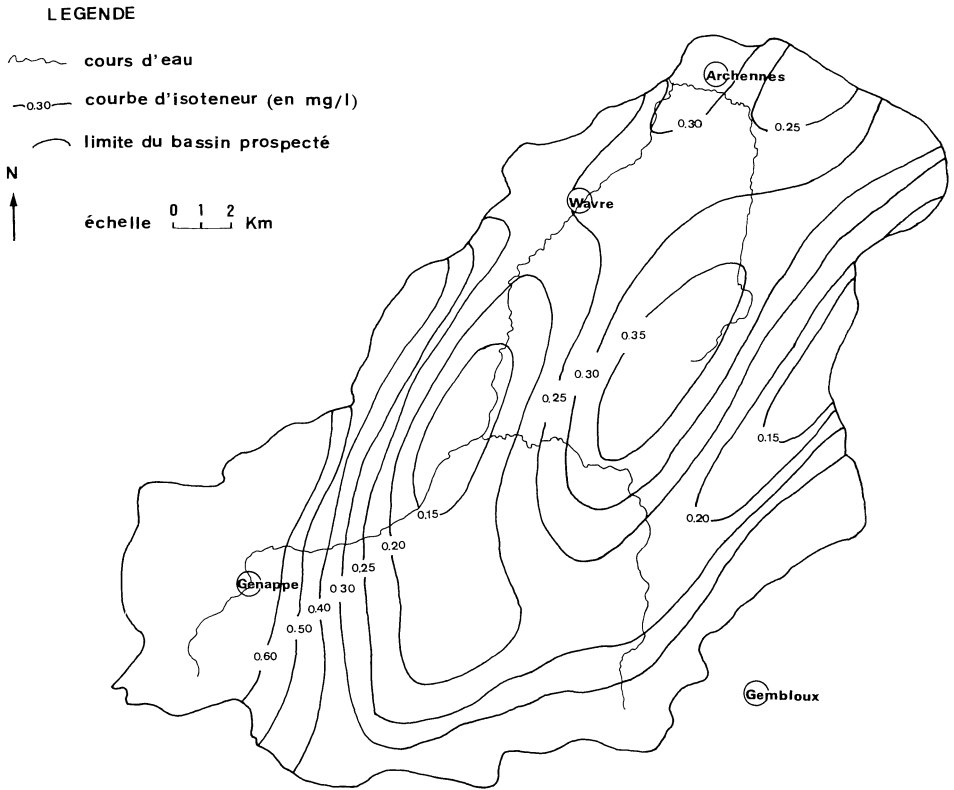 LEGENDE
cours d'eau
0.30 courbe d'isoteneur (en mg/l)
limite du bassin prospecté
N
échelle 0 1 2 Km
Archennes
0.30
0.25
Wavre
0.35
0.30
0.25
0.15
0.15
0.20
0.20
0.25
0.30
0.40
0.50
0.60
Genappe
Gembloux